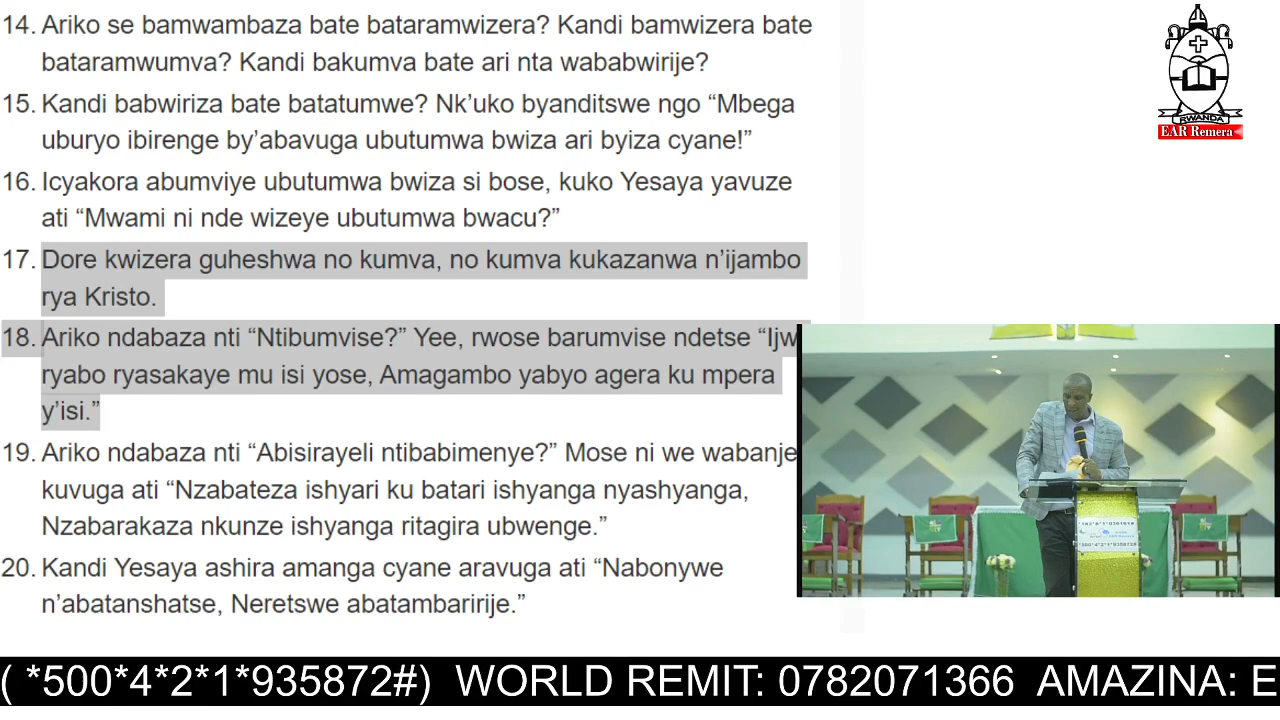 14. Ariko se bamwambaza bate bataramwizera? Kandi bamwizera bate
bataramwumva? Kandi bakumva bate ari nta wababwirije?
15. Kandi babwiriza bate batatumwe? Nk’uko byanditswe ngo “Mbega
uburyo ibirenge by’abavuga ubutumwa bwiza ari byiza cyane!”
16. Icyakora abumviye ubutumwa bwiza si bose, kuko Yesaya yavuze
ati “Mwami ni nde wizeye ubutumwa bwacu?”
17. Dore kwizera guheshwa no kumva, no kumva kukazanwa n’ijambo
rya Kristo.
18. Ariko ndabaza nti “Ntibumvise?” Yee, rwose barumvise ndetse “Ijw
ryabo ryasakaye mu isi yose, Amagambo yabyo agera ku mpera
y’isi.”
19. Ariko ndabaza nti “Abisirayeli ntibabimenye?” Mose ni we wabanje
kuvuga ati “Nzabateza ishyari ku batari ishyanga nyashyanga,
Nzabarakaza nkunze ishyanga ritagira ubwenge.”
20. Kandi Yesaya ashira amanga cyane aravuga ati “Nabonywe
n’abatanshatse, Neretswe abatambaririje.”
RWANDA
EAR Remera
( *500*4*2*1*935872#) WORLD REMIT: 0782071366 AMAZINA: E